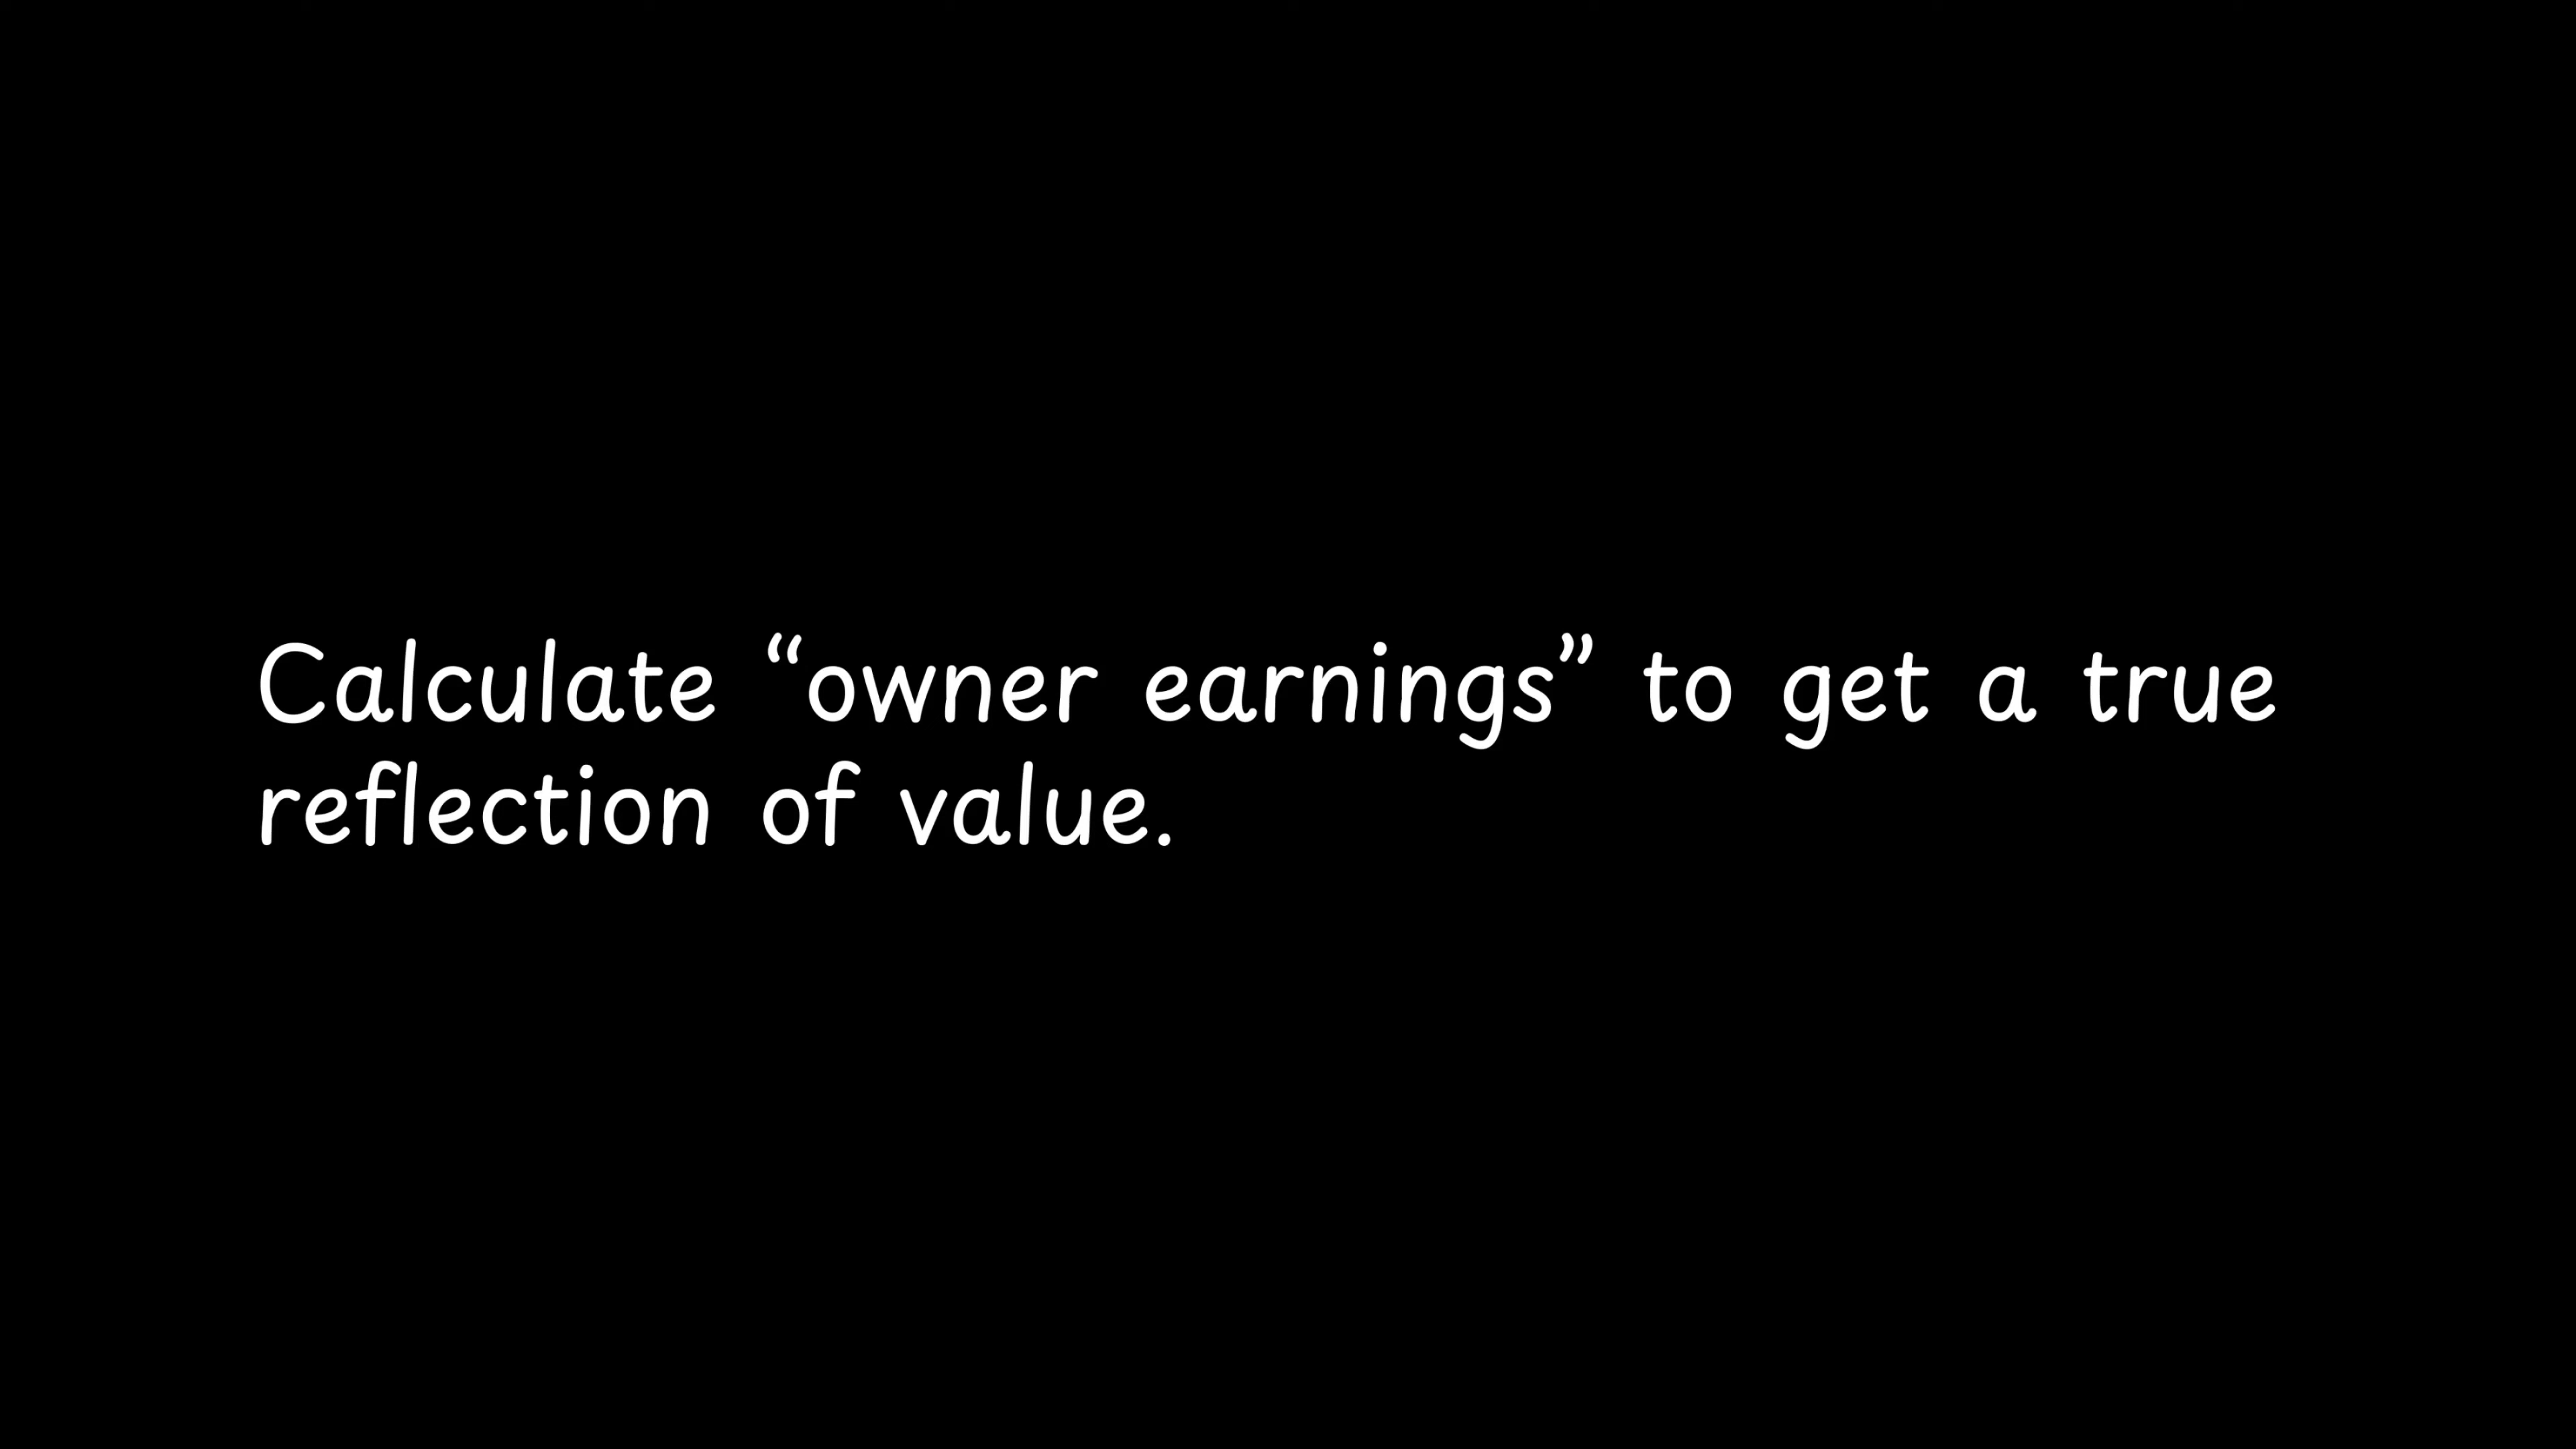 Calculate “owner earnings” to get a true
reflection of value.